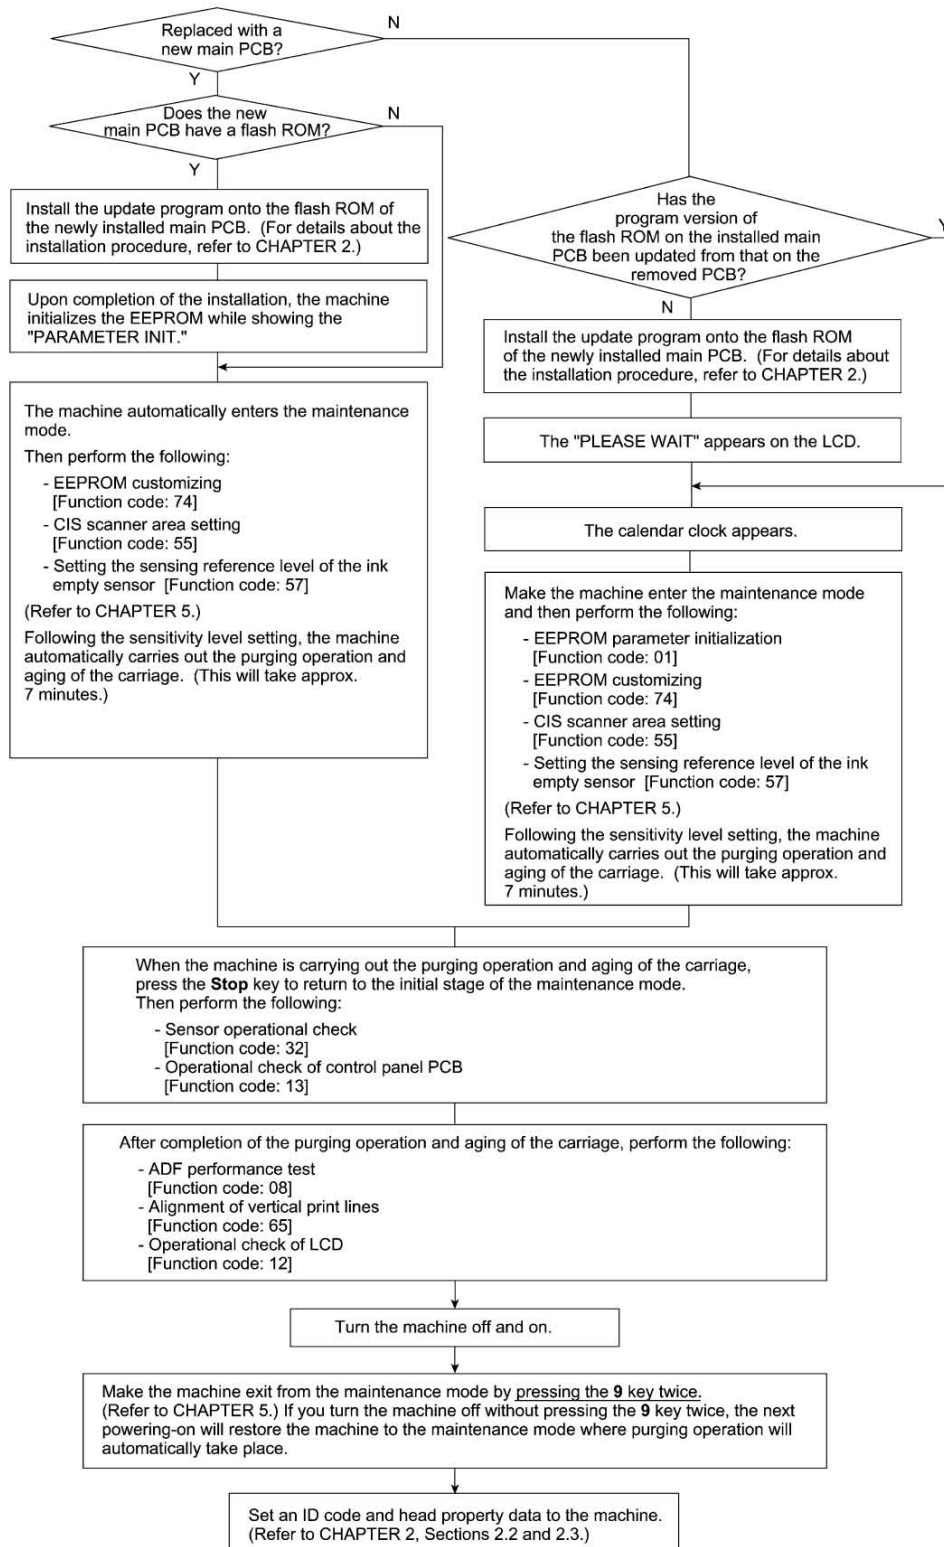 Replaced with a
new main PCB?
N
Y
Does the new
main PCB have a flash ROM?
N
Y
Install the update program onto the flash ROM of
the newly installed main PCB. (For details about the
installation procedure, refer to CHAPTER 2.)
Upon completion of the installation, the machine
initializes the EEPROM while showing the
"PARAMETER INIT."
The machine automatically enters the maintenance
mode.
Then perform the following:
- EEPROM customizing
[Function code: 74]
- CIS scanner area setting
[Function code: 55]
- Setting the sensing reference level of the ink
empty sensor [Function code: 57]
(Refer to CHAPTER 5.)
Following the sensitivity level setting, the machine
automatically carries out the purging operation and
aging of the carriage. (This will take approx.
7 minutes.)
Has the
program version of
the flash ROM on the installed main
PCB been updated from that on the
removed PCB?
Y
N
Install the update program onto the flash ROM
of the newly installed main PCB. (For details about
the installation procedure, refer to CHAPTER 2.)
The "PLEASE WAIT" appears on the LCD.
The calendar clock appears.
Make the machine enter the maintenance mode
and then perform the following:
- EEPROM parameter initialization
[Function code: 01]
- EEPROM customizing
[Function code: 74]
- CIS scanner area setting
[Function code: 55]
- Setting the sensing reference level of the ink
empty sensor [Function code: 57]
(Refer to CHAPTER 5.)
Following the sensitivity level setting, the machine
automatically carries out the purging operation and
aging of the carriage. (This will take approx.
7 minutes.)
When the machine is carrying out the purging operation and aging of the carriage,
press the Stop key to return to the initial stage of the maintenance mode.
Then perform the following:
- Sensor operational check
[Function code: 32]
- Operational check of control panel PCB
[Function code: 13]
After completion of the purging operation and aging of the carriage, perform the following:
- ADF performance test
[Function code: 08]
- Alignment of vertical print lines
[Function code: 65]
- Operational check of LCD
[Function code: 12]
Turn the machine off and on.
Make the machine exit from the maintenance mode by pressing the 9 key twice.
(Refer to CHAPTER 5.) If you turn the machine off without pressing the 9 key twice, the next
powering-on will restore the machine to the maintenance mode where purging operation will
automatically take place.
Set an ID code and head property data to the machine.
(Refer to CHAPTER 2, Sections 2.2 and 2.3.)